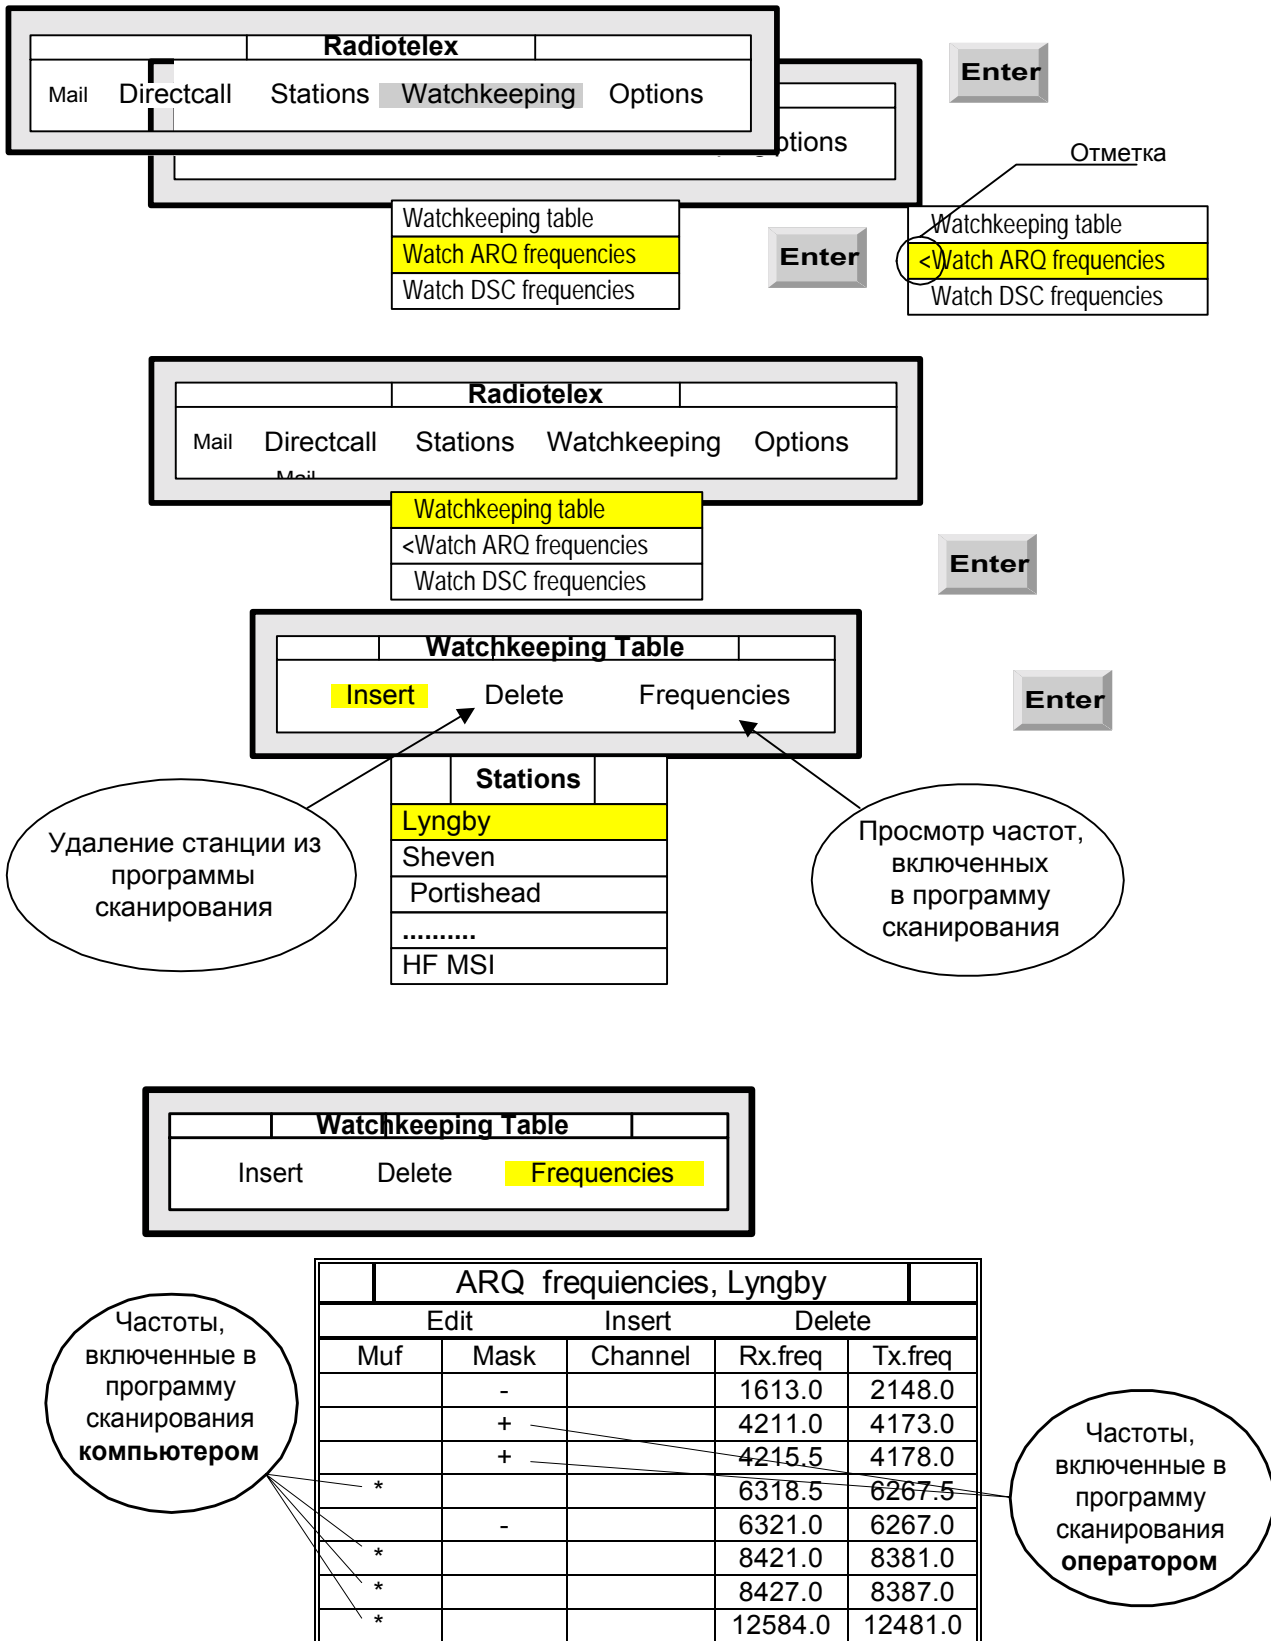 Radiotelex
Mail Directcall Stations Watchkeeping Options
Enter
ptions
Отметка
Watchkeeping table
Watch ARQ frequencies
Watch DSC frequencies
Enter
Watchkeeping table
<Watch ARQ frequencies
Watch DSC frequencies
Radiotelex
Mail Directcall Stations Watchkeeping Options
Mail
Watchkeeping table
<Watch ARQ frequencies
Watch DSC frequencies
Enter
Watchkeeping Table
Insert Delete Frequencies
Enter
Stations
Lyngby
Sheven
Portishead
..........
HF MSI
Удаление станции из
программы
сканирования
Просмотр частот,
включенных
в программу
сканирования
Watchkeeping Table
Insert Delete Frequencies
ARQ frequiencies, Lyngby
Edit Insert Delete
Muf Mask Channel Rx.freq Tx.freq
- 1613.0 2148.0
+ 4211.0 4173.0
+ 4215.5 4178.0
* 6318.5 6267.5
- 6321.0 6267.0
* 8421.0 8381.0
* 8427.0 8387.0
* 12584.0 12481.0
Частоты,
включенные в
программу
сканирования
компьютером
Частоты,
включенные в
программу
сканирования
оператором